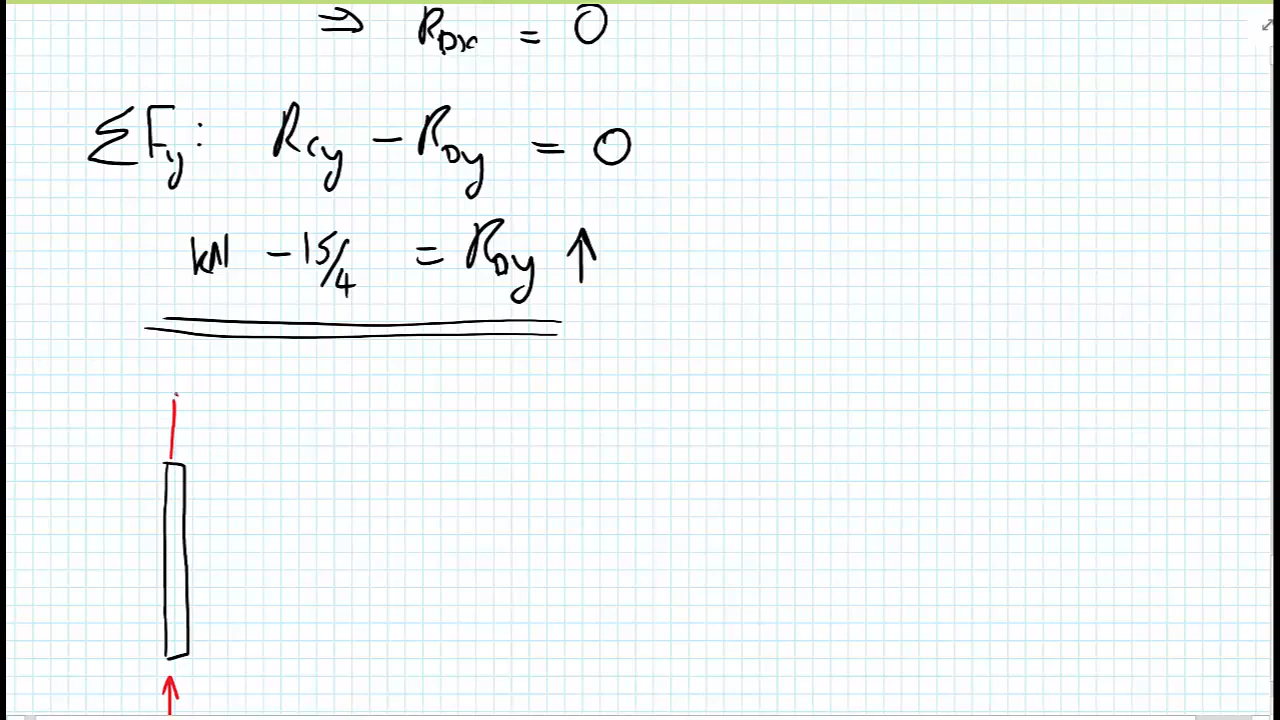 ⇒ R_Dx = 0
ΣF_y: R_Cy - R_Dy = 0
kN - 15/4 = R_Dy ↑